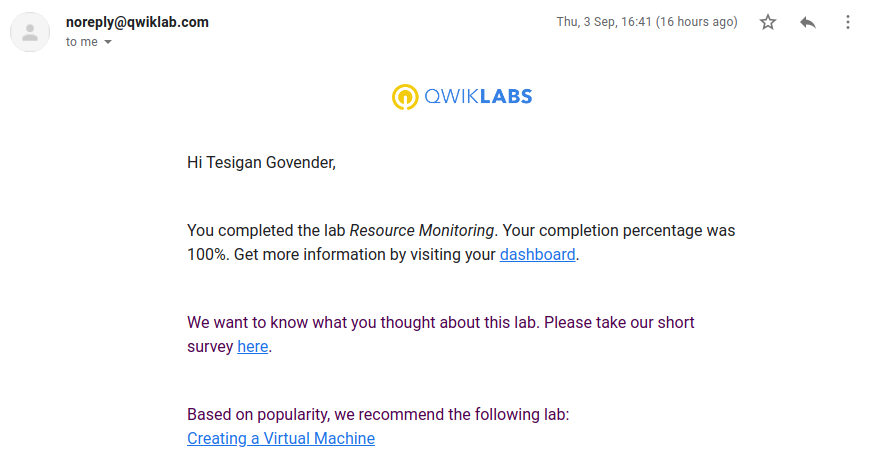 noreply@qwiklab.com
Thu, 3 Sep, 16:41 (16 hours ago)
to me
QWIKLABS
Hi Tesigan Govender,
You completed the lab Resource Monitoring. Your completion percentage was
100%. Get more information by visiting your dashboard.
We want to know what you thought about this lab. Please take our short
survey here.
Based on popularity, we recommend the following lab:
Creating a Virtual Machine